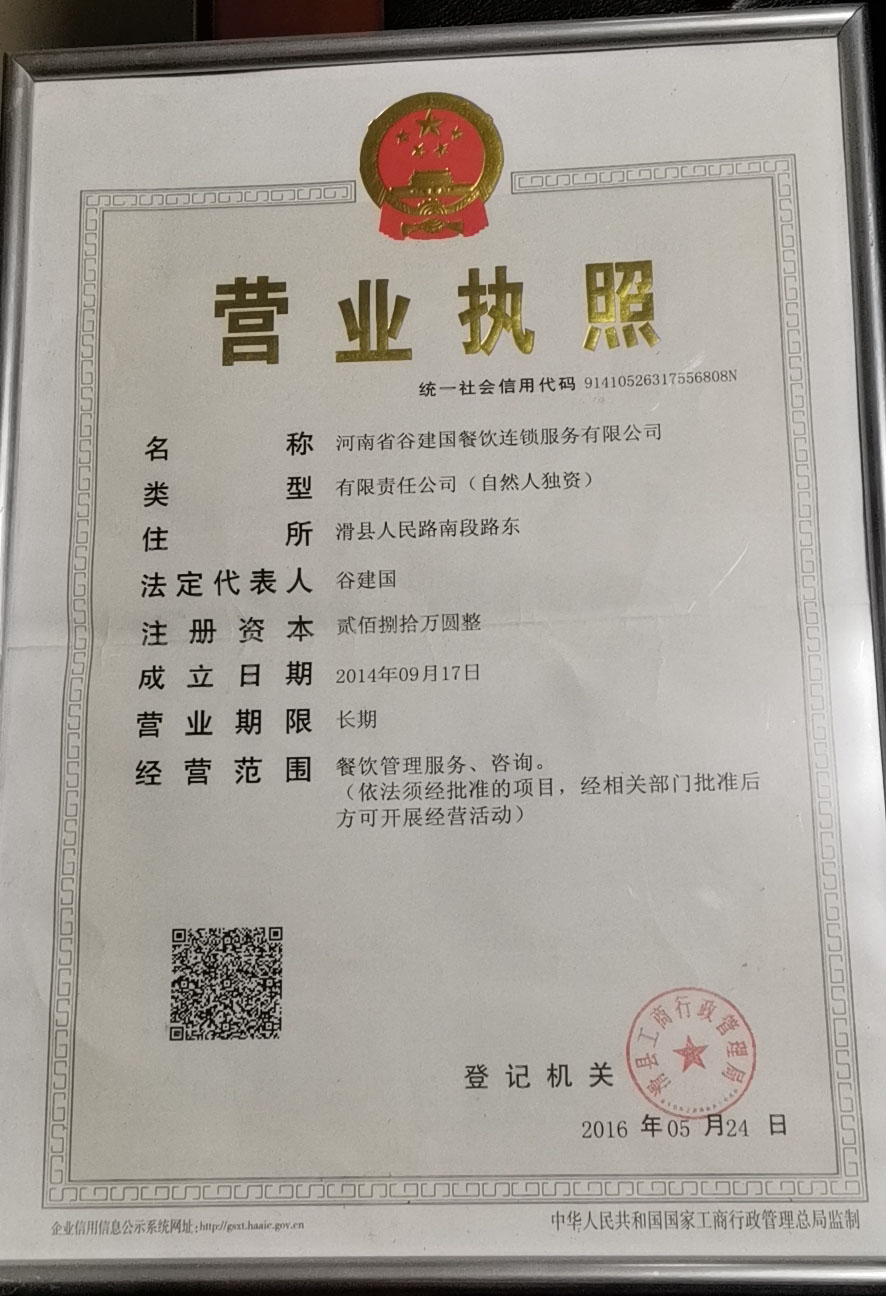 营业执照
统一社会信用代码 91410526317556808N
名称 河南省谷建国餐饮连锁服务有限公司
类型 有限责任公司（自然人独资）
住所 滑县人民路南段路东
法定代表人 谷建国
注册资本 贰佰捌拾万圆整
成立日期 2014年09月17日
营业期限 长期
经营范围 餐饮管理服务、咨询。
（依法须经批准的项目，经相关部门批准后
方可开展经营活动）
滑县工商行政管理局
登记机关
2016 年05 月24 日
企业信用信息公示系统网址:http://gsxt.haaic.gov.cn
中华人民共和国国家工商行政管理总局监制